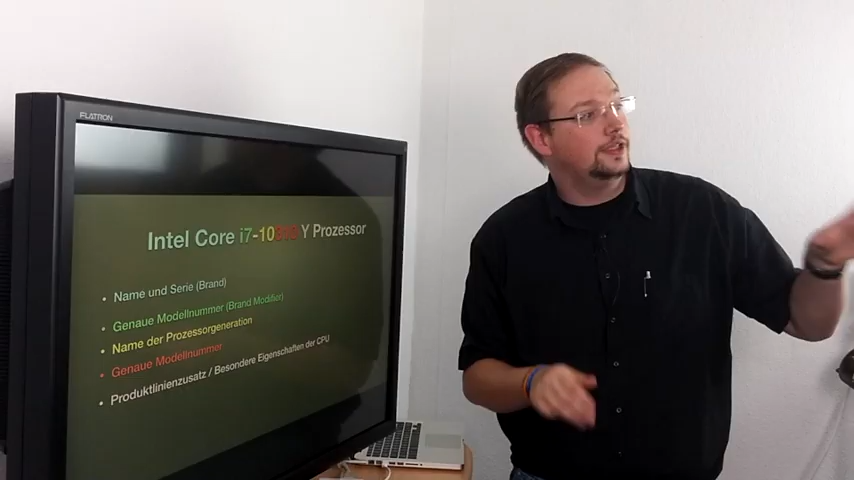 FLATRON
Intel Core i7-10 Y Prozessor
• Name und Serie (Brand)
• Genaue Modellnummer (Brand Modifier)
• Name der Prozessorgeneration
• Genaue Modellnummer
• Produktlinienzusatz / Besondere Eigenschaften der CPU